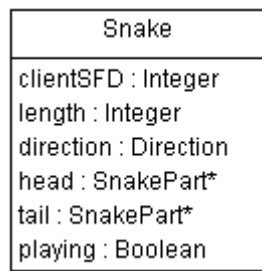 Snake
clientSFD : Integer
length : Integer
direction : Direction
head : SnakePart*
tail : SnakePart*
playing : Boolean